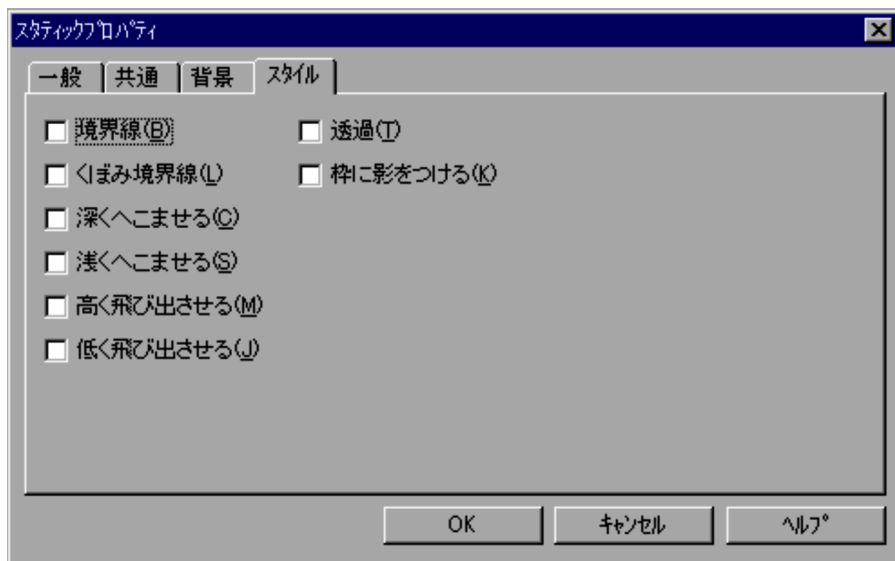 ｽﾀﾃｨｯｸﾌﾟﾛﾊﾟﾃｨ
一般 共通 背景 ｽﾀｲﾙ
境界線(B) 透過(T)
くぼみ境界線(L) 枠に影をつける(K)
深くへこませる(C)
浅くへこませる(S)
高く飛び出させる(M)
低く飛び出させる(J)
OK ｷｬﾝｾﾙ ﾍﾙﾌﾟ